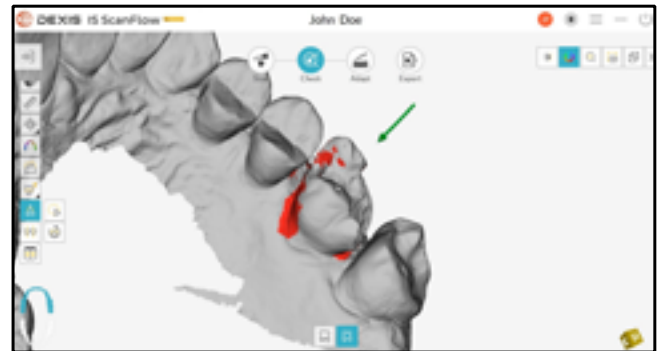 DEXIS IS ScanFlow
John Doe
Check
Adapt
Export